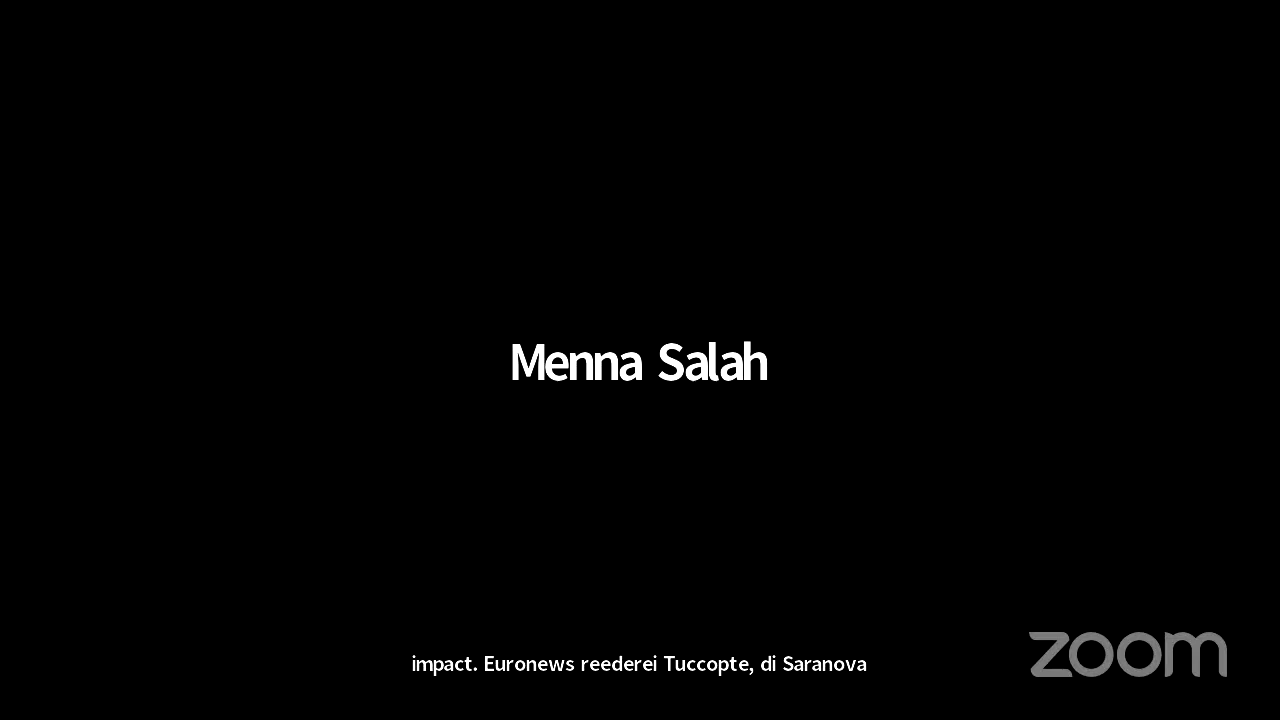 Menna Salah
impact. Euronews reederei Tuccopte, di Saranova
zoom